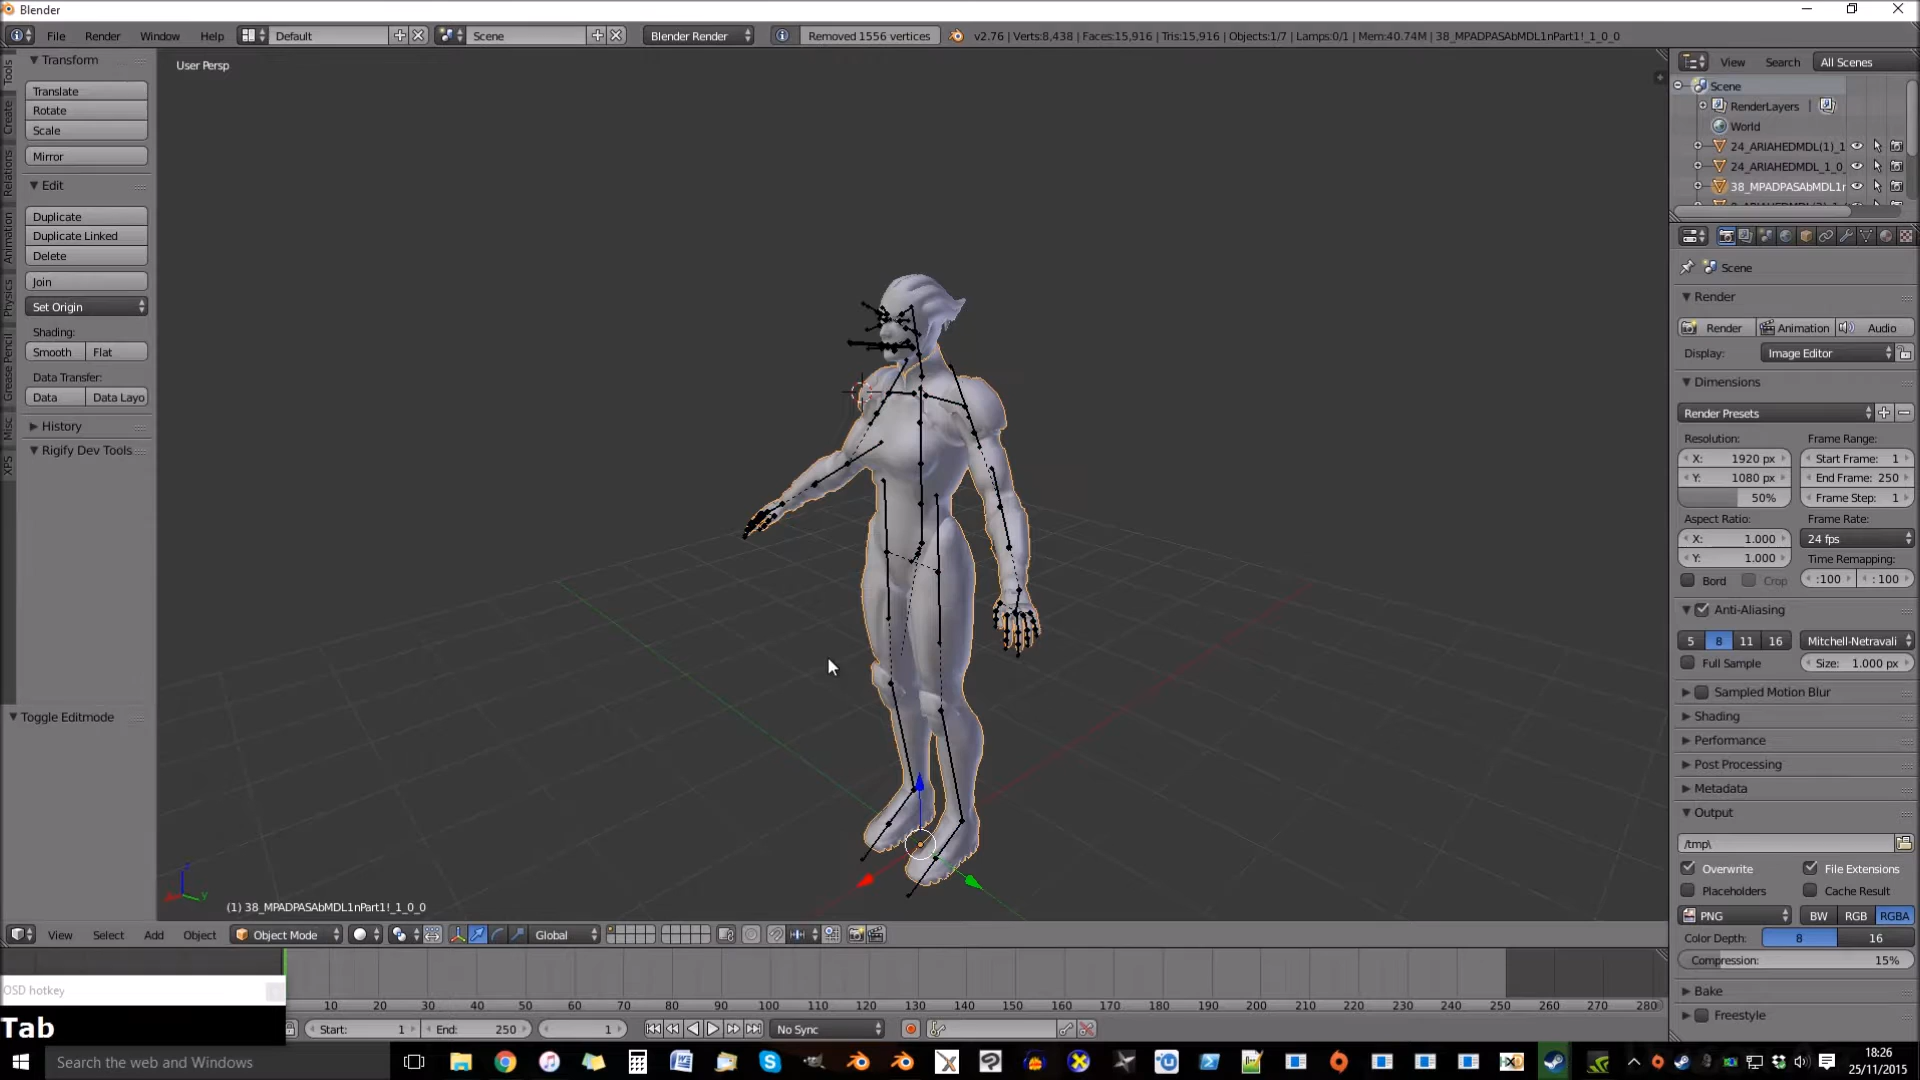 Blender
File Render Window Help Default Scene Blender Render Removed 1556 vertices v2.76 | Verts:8,438 | Faces:15,916 | Tris:15,916 | Objects:1/7 | Lamps:0/1 | Mem:40.74M | 38_MPADPASAbMDL1nPart1!_1_0_0
Transform
Translate
Rotate
Scale
Mirror
Edit
Duplicate
Duplicate Linked
Delete
Join
Set Origin
Shading:
Smooth Flat
Data Transfer:
Data Data Layo
History
Rigify Dev Tools
Toggle Editmode
Tools
Create
Relations
Animation
Physics
Grease Pencil
Misc
XPS
User Persp
(1) 38_MPADPASAbMDL1nPart1!_1_0_0
View Search All Scenes
Scene
RenderLayers
World
24_ARIAHEDMDL(1)_1
24_ARIAHEDMDL_1_0_
38_MPADPASAbMDL1r
Scene
Render
Render Animation Audio
Display: Image Editor
Dimensions
Render Presets
Resolution: Frame Range:
X: 1920 px Start Frame: 1
Y: 1080 px End Frame: 250
50% Frame Step: 1
Aspect Ratio: Frame Rate:
X: 1.000 24 fps
Y: 1.000 Time Remapping:
Bord Crop :100 :100
Anti-Aliasing
5 8 11 16 Mitchell-Netravali
Full Sample Size: 1.000 px
Sampled Motion Blur
Shading
Performance
Post Processing
Metadata
Output
/tmp\
Overwrite File Extensions
Placeholders Cache Result
PNG BW RGB RGBA
Color Depth: 8 16
Compression: 15%
Bake
Freestyle
View Select Add Object Object Mode Global
OSD hotkey
Tab
10 20 30 40 50 60 70 80 90 100 110 120 130 140 150 160 170 180 190 200 210 220 230 240 250 260 270 280
Start: 1 End: 250 1 No Sync
Search the web and Windows
18:26
25/11/2015